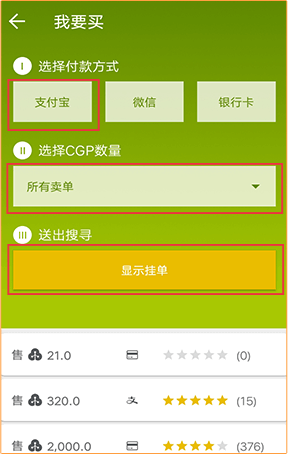 我要买
I 选择付款方式
支付宝 微信 银行卡
II 选择CGP数量
所有卖单
III 送出搜寻
显示挂单
售 21.0 (0)
售 320.0 支 (15)
售 2,000.0 (376)